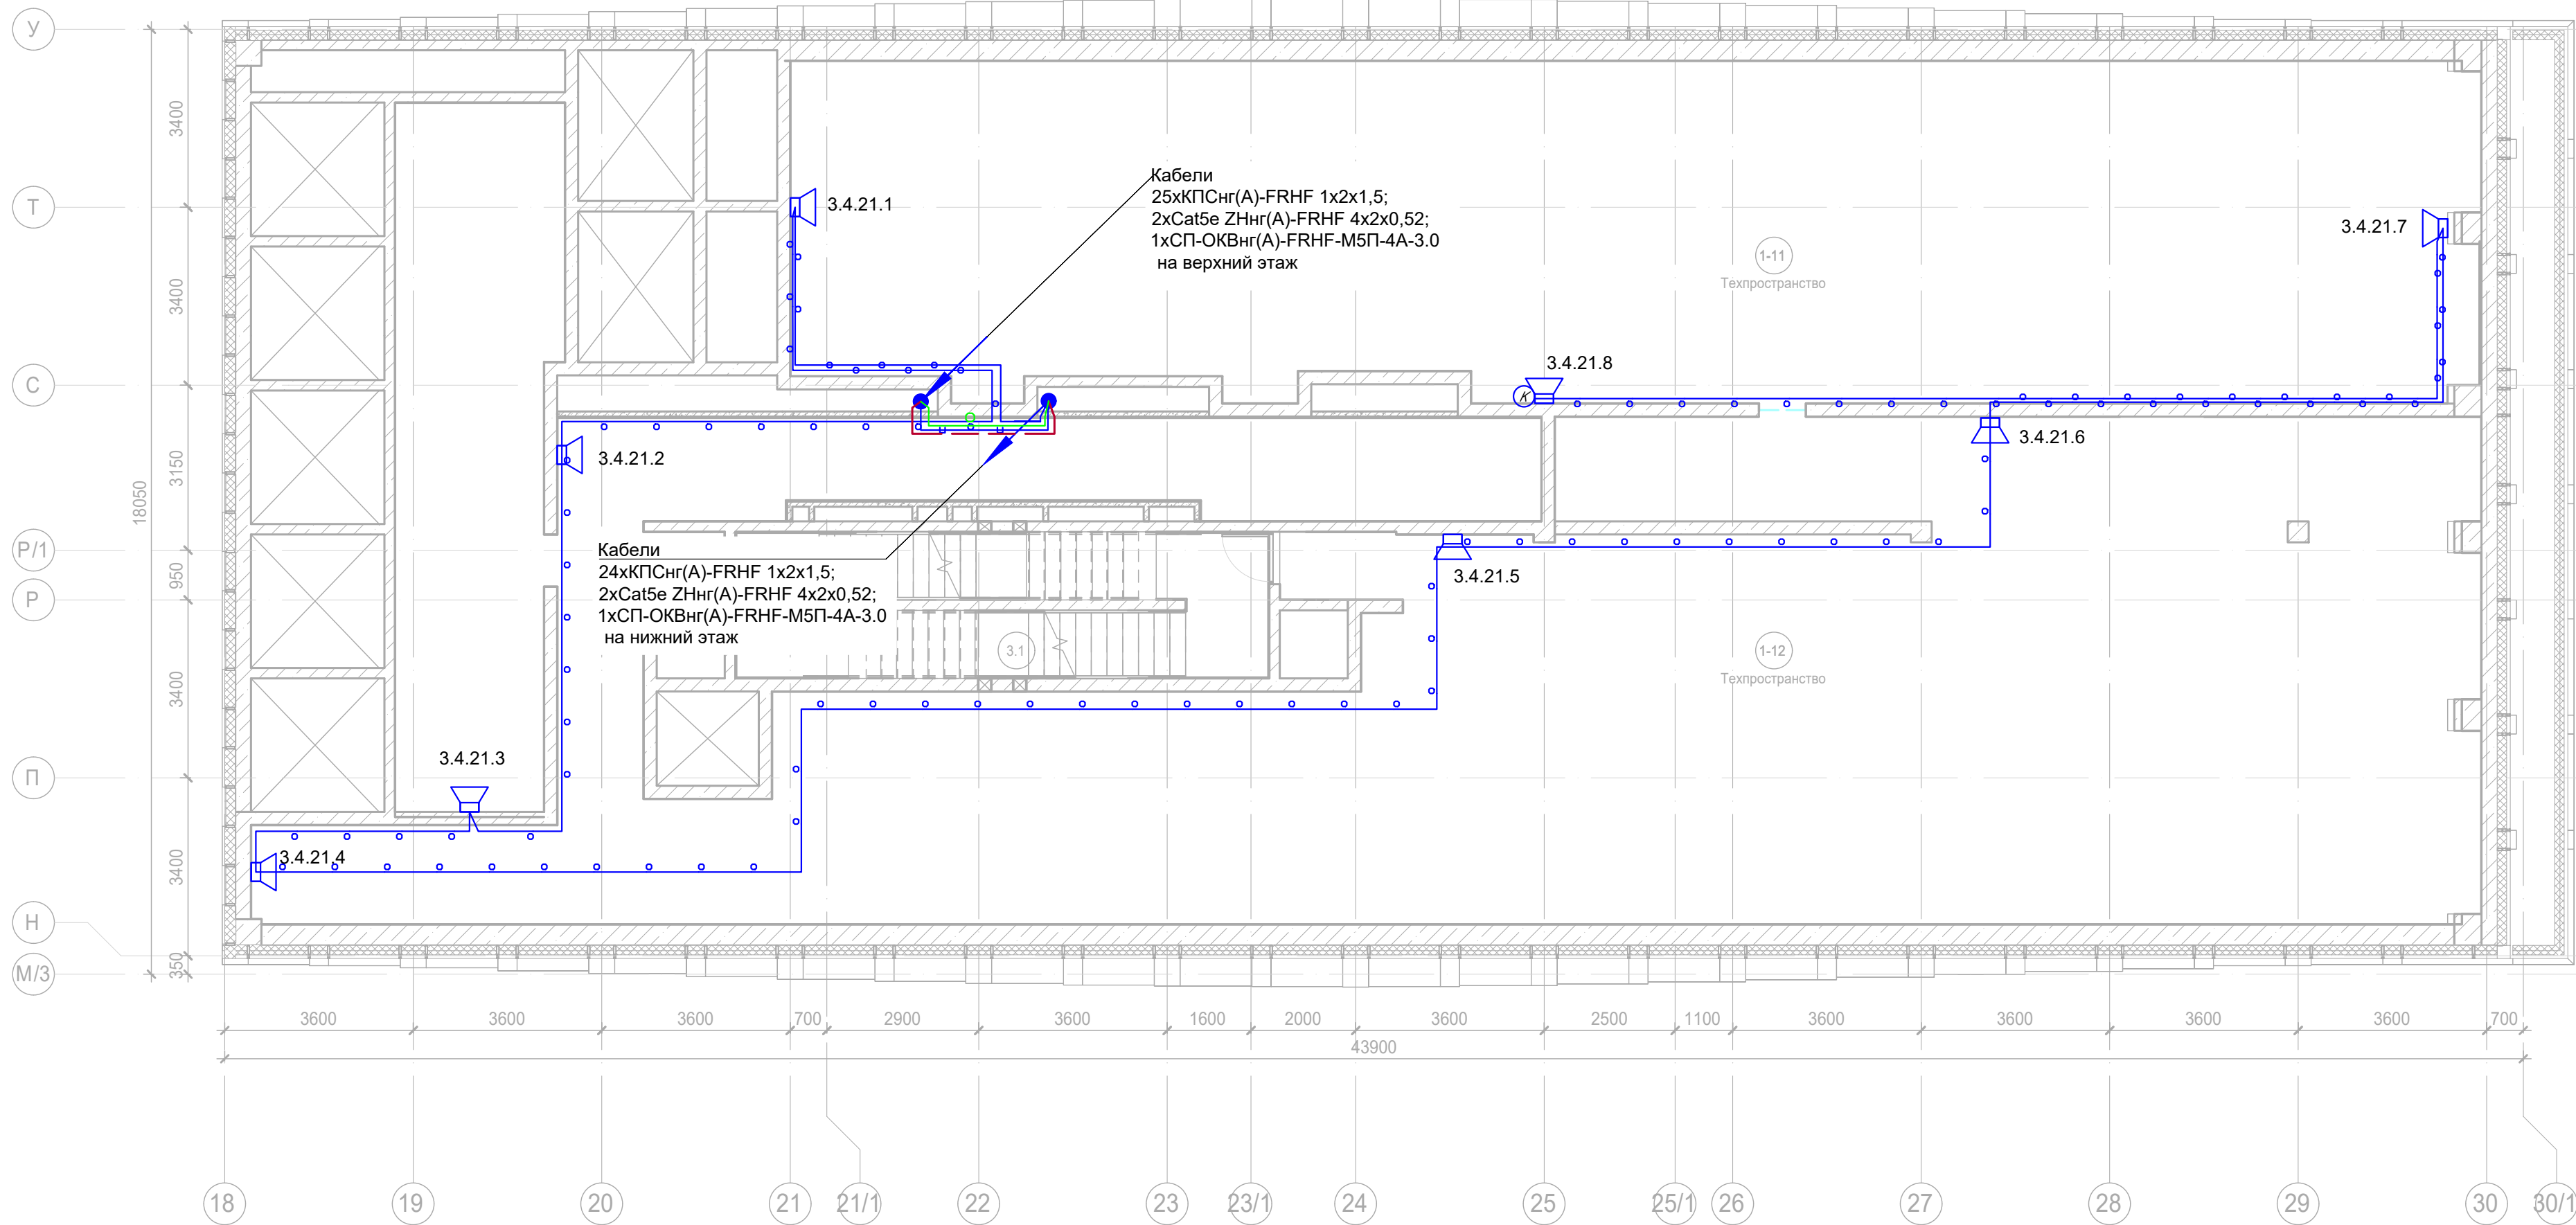 У
Т
С
Р/1
Р
П
Н
М/3
18050
3400
3400
3150
950
3400
3400
350
3.4.21.1
Кабели
25хКПСнг(А)-FRHF 1х2х1,5;
2хCat5e ZHнг(А)-FRHF 4х2х0,52;
1хСП-ОКВнг(А)-FRHF-М5П-4А-3.0
на верхний этаж
3.4.21.7
1-11
Техпространство
3.4.21.8
К
3.4.21.6
3.4.21.2
3.4.21.5
Кабели
24хКПСнг(А)-FRHF 1х2х1,5;
2хCat5e ZHнг(А)-FRHF 4х2х0,52;
1хСП-ОКВнг(А)-FRHF-М5П-4А-3.0
на нижний этаж
3.1
1-12
Техпространство
3.4.21.3
3.4.21.4
3600 3600 3600 700 2900 3600 1600 2000 3600 2500 1100 3600 3600 3600 3600 700
43900
18 19 20 21 21/1 22 23 23/1 24 25 25/1 26 27 28 29 30 30/1